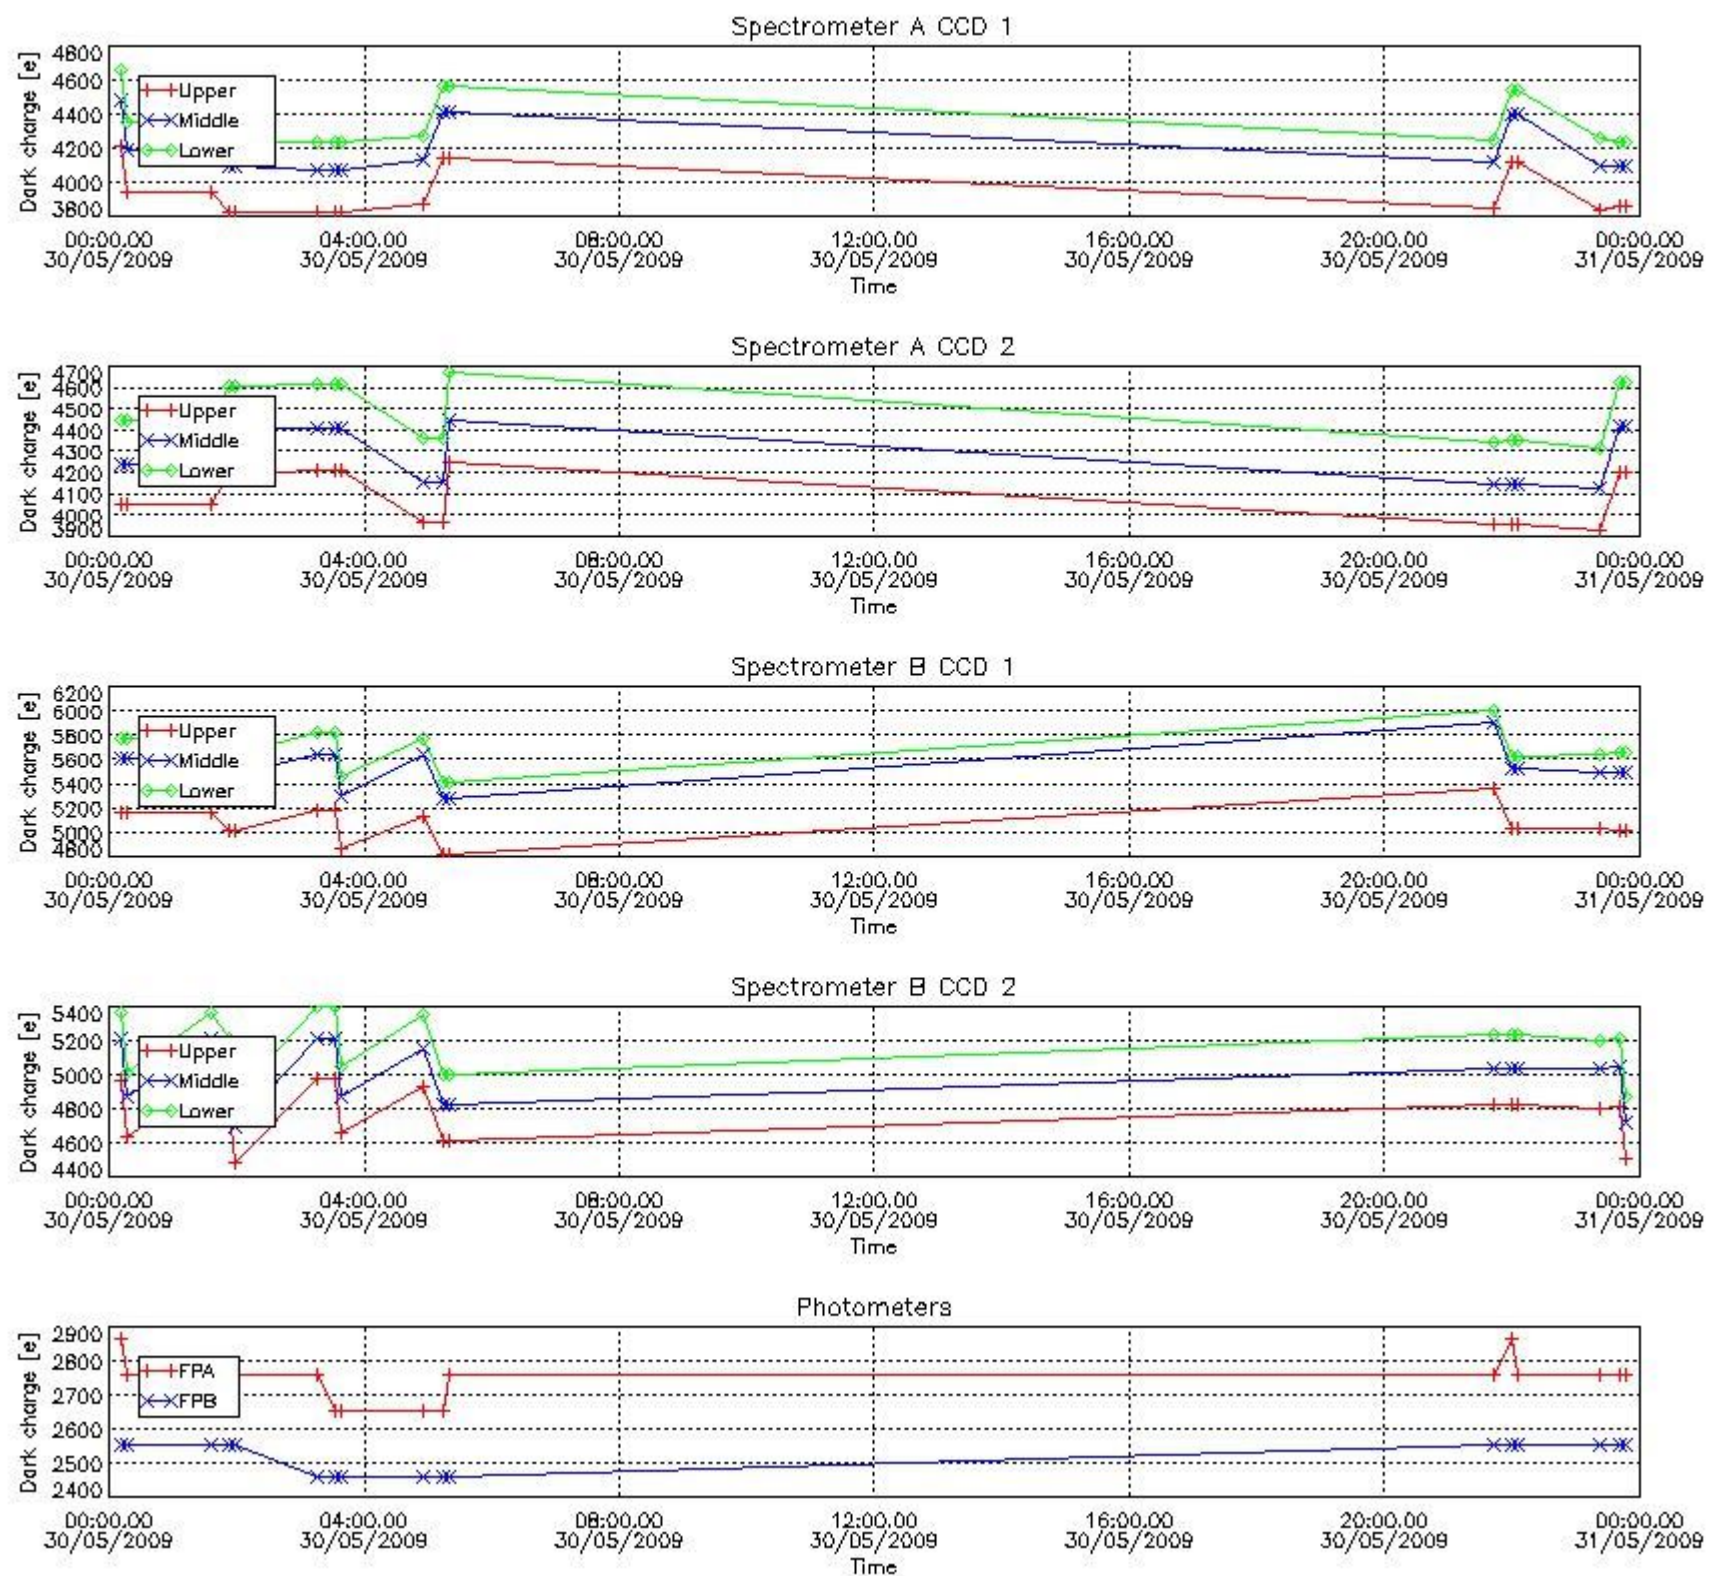 Spectrometer A CCD 1
Dark charge [e]
4800
4600
4400
4200
4000
3800
Upper
Middle
Lower
00:00.00 04:00.00 08:00.00 12:00.00 16:00.00 20:00.00 00:00.00
30/05/2009 30/05/2009 30/05/2009 30/05/2009 30/05/2009 30/05/2009 31/05/2009
Time
Spectrometer A CCD 2
Dark charge [e]
4700
4600
4500
4400
4300
4200
4100
4000
3900
Upper
Middle
Lower
00:00.00 04:00.00 08:00.00 12:00.00 16:00.00 20:00.00 00:00.00
30/05/2009 30/05/2009 30/05/2009 30/05/2009 30/05/2009 30/05/2009 31/05/2009
Time
Spectrometer B CCD 1
Dark charge [e]
6200
6000
5800
5600
5400
5200
5000
4800
Upper
Middle
Lower
00:00.00 04:00.00 08:00.00 12:00.00 16:00.00 20:00.00 00:00.00
30/05/2009 30/05/2009 30/05/2009 30/05/2009 30/05/2009 30/05/2009 31/05/2009
Time
Spectrometer B CCD 2
Dark charge [e]
5400
5200
5000
4800
4600
4400
Upper
Middle
Lower
00:00.00 04:00.00 08:00.00 12:00.00 16:00.00 20:00.00 00:00.00
30/05/2009 30/05/2009 30/05/2009 30/05/2009 30/05/2009 30/05/2009 31/05/2009
Time
Photometers
Dark charge [e]
2900
2800
2700
2600
2500
2400
FPA
FPB
00:00.00 04:00.00 08:00.00 12:00.00 16:00.00 20:00.00 00:00.00
30/05/2009 30/05/2009 30/05/2009 30/05/2009 30/05/2009 30/05/2009 31/05/2009
Time